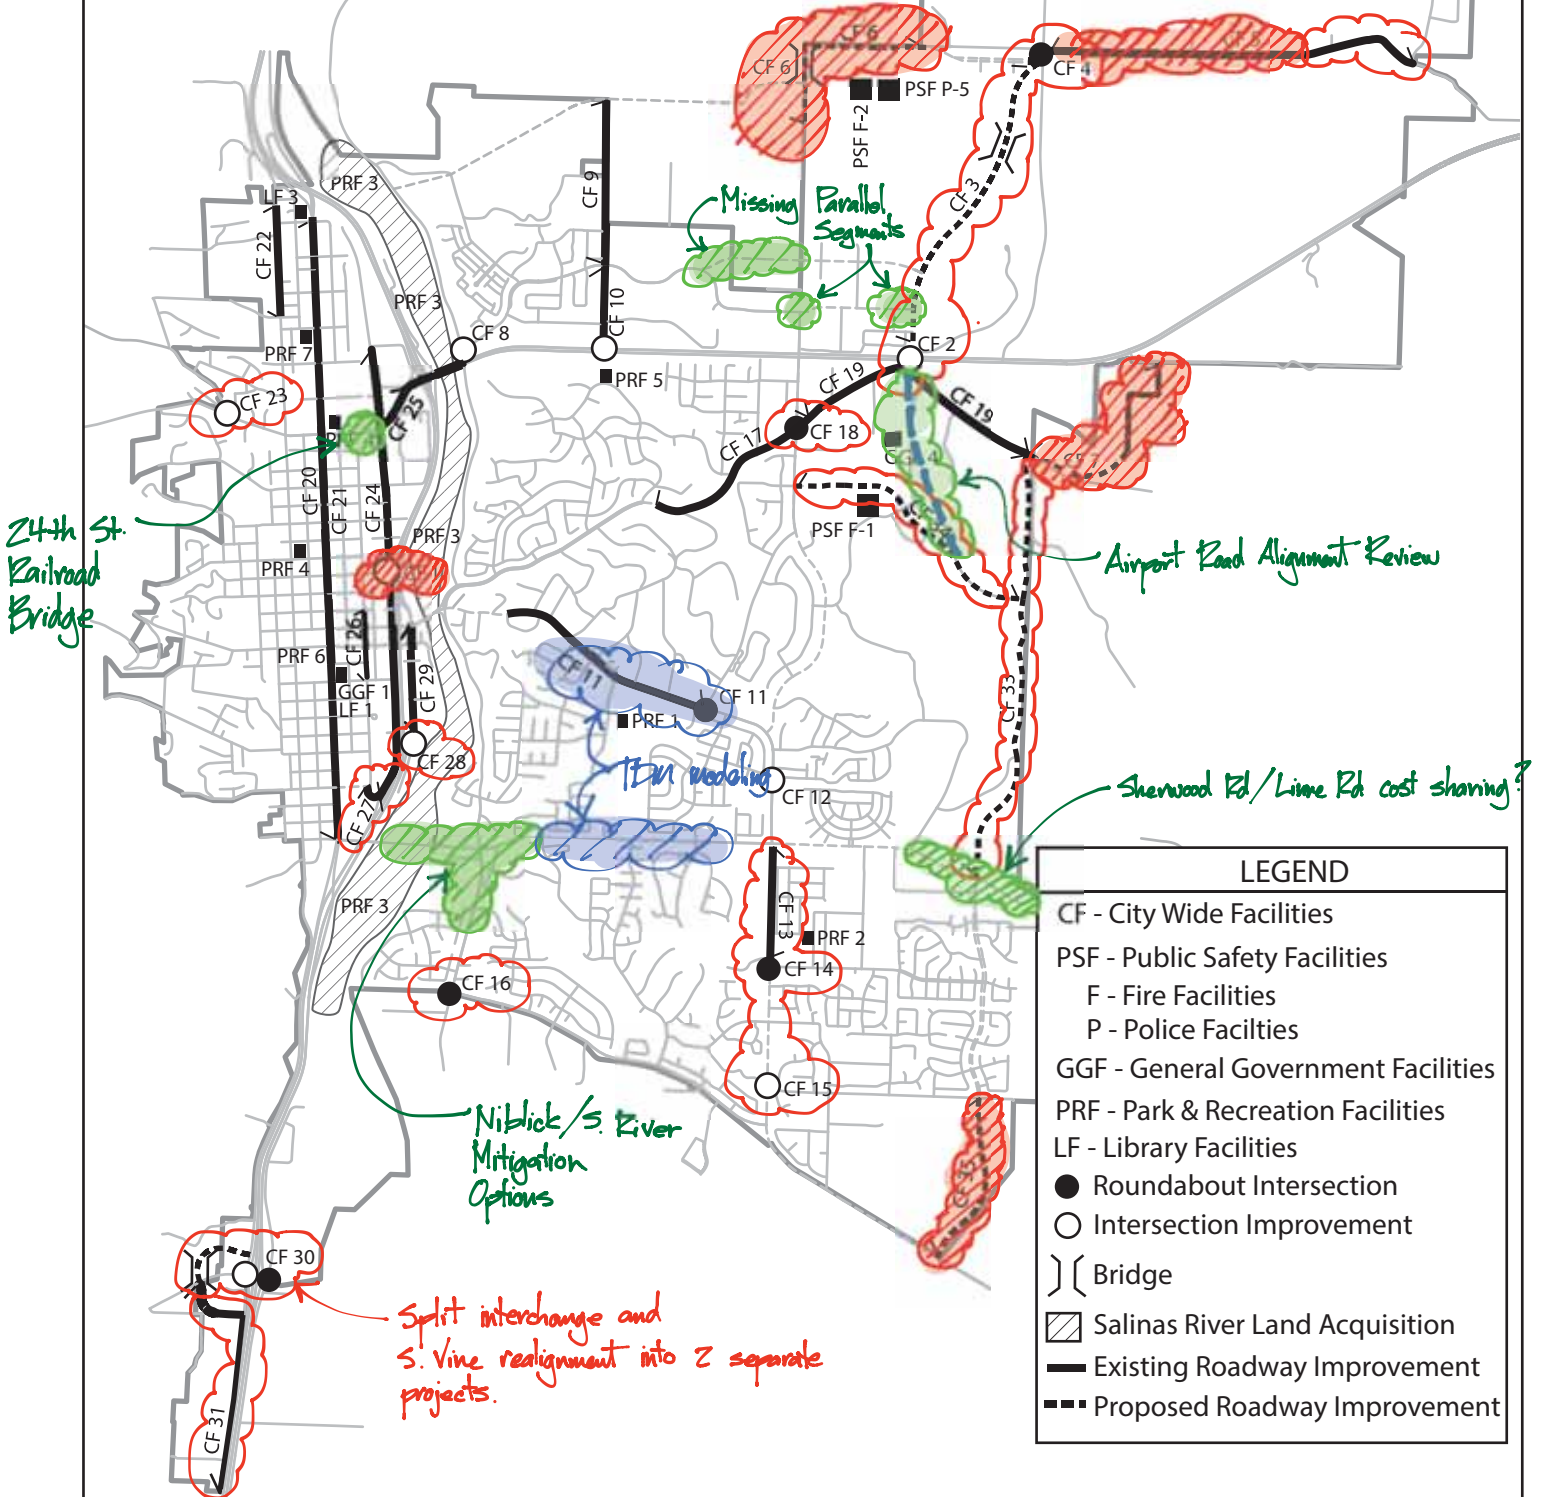 CF 6
CF 6
CF 4
CF 5
PSF P-5
PSF F-2
PRF 3
CF 9
CF 3
LF 3
Missing Parallel
Segments
CF 22
PRF 3
CF 10
CF 8
CF 2
PRF 7
PRF 5
CF 19
CF 19
CF 23
CF 25
CF 18
CF 17
CF 20
CF 21
CF 24
24th St.
Railroad
Bridge
PRF 3
PSF F-1
Airport Road Alignment Review
PRF 4
CF 26
PRF 6
GGF 1
LF 1
CF 29
CF 11
CF 11
PRF 1
CF 33
CF 28
TDM modeling
CF 12
Sherwood Rd/Linne Rd cost sharing?
CF 27
PRF 3
CF 13
PRF 2
CF 14
CF 16
CF 15
Niblick/S. River
Mitigation
Options
CF 35
CF 30
Split interchange and
S. Vine realignment into 2 separate
projects.
CF 31
LEGEND
CF - City Wide Facilities
PSF - Public Safety Facilities
F - Fire Facilities
P - Police Facilties
GGF - General Government Facilities
PRF - Park & Recreation Facilities
LF - Library Facilities
Roundabout Intersection
Intersection Improvement
Bridge
Salinas River Land Acquisition
Existing Roadway Improvement
Proposed Roadway Improvement